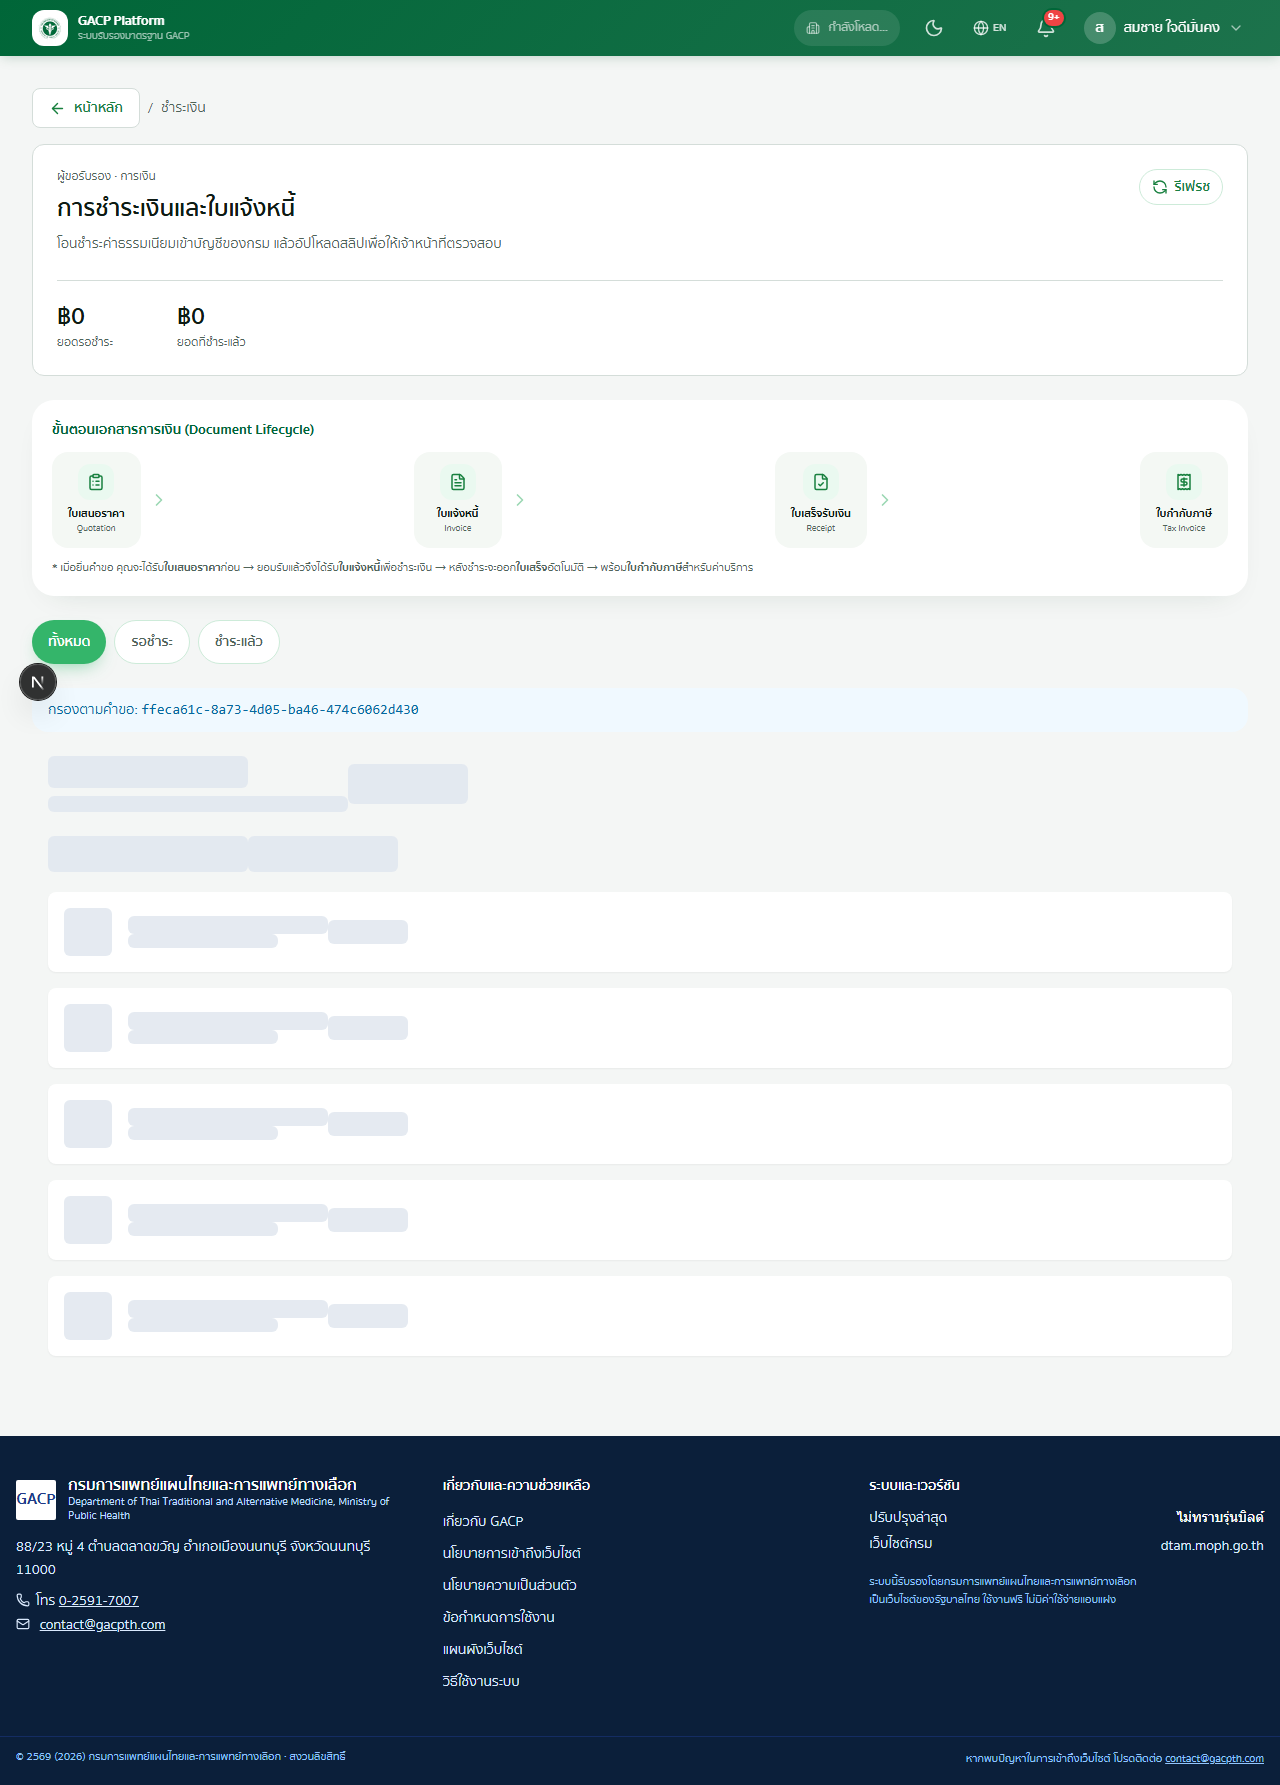 GACP Platform
ระบบรับรองมาตรฐาน GACP
กำลังโหลด...
EN
9+
ส
สมชาย ใจดีมั่นคง
หน้าหลัก
/ ชำระเงิน
ผู้ขอรับรอง · การเงิน
การชำระเงินและใบแจ้งหนี้
โอนชำระค่าธรรมเนียมเข้าบัญชีของกรม แล้วอัปโหลดสลิปเพื่อให้เจ้าหน้าที่ตรวจสอบ
รีเฟรช
฿0
ยอดรอชำระ
฿0
ยอดที่ชำระแล้ว
ขั้นตอนเอกสารการเงิน (Document Lifecycle)
ใบเสนอราคา
Quotation
ใบแจ้งหนี้
Invoice
ใบเสร็จรับเงิน
Receipt
ใบกำกับภาษี
Tax Invoice
* เมื่อยื่นคำขอ คุณจะได้รับใบเสนอราคาก่อน → ยอมรับแล้วจึงได้รับใบแจ้งหนี้เพื่อชำระเงิน → หลังชำระจะออกใบเสร็จอัตโนมัติ → พร้อมใบกำกับภาษีสำหรับค่าบริการ
ทั้งหมด
รอชำระ
ชำระแล้ว
N
กรองตามคำขอ: ffeca61c-8a73-4d05-ba46-474c6062d430
GACP
กรมการแพทย์แผนไทยและการแพทย์ทางเลือก
Department of Thai Traditional and Alternative Medicine, Ministry of
Public Health
88/23 หมู่ 4 ตำบลตลาดขวัญ อำเภอเมืองนนทบุรี จังหวัดนนทบุรี
11000
โทร 0-2591-7007
contact@gacpth.com
เกี่ยวกับและความช่วยเหลือ
เกี่ยวกับ GACP
นโยบายการเข้าถึงเว็บไซต์
นโยบายความเป็นส่วนตัว
ข้อกำหนดการใช้งาน
แผนผังเว็บไซต์
วิธีใช้งานระบบ
ระบบและเวอร์ชัน
ปรับปรุงล่าสุด
ไม่ทราบรุ่นบิลด์
เว็บไซต์กรม
dtam.moph.go.th
ระบบนี้รับรองโดยกรมการแพทย์แผนไทยและการแพทย์ทางเลือก
เป็นเว็บไซต์ของรัฐบาลไทย ใช้งานฟรี ไม่มีค่าใช้จ่ายแอบแฝง
© 2569 (2026) กรมการแพทย์แผนไทยและการแพทย์ทางเลือก · สงวนลิขสิทธิ์
หากพบปัญหาในการเข้าถึงเว็บไซต์ โปรดติดต่อ contact@gacpth.com